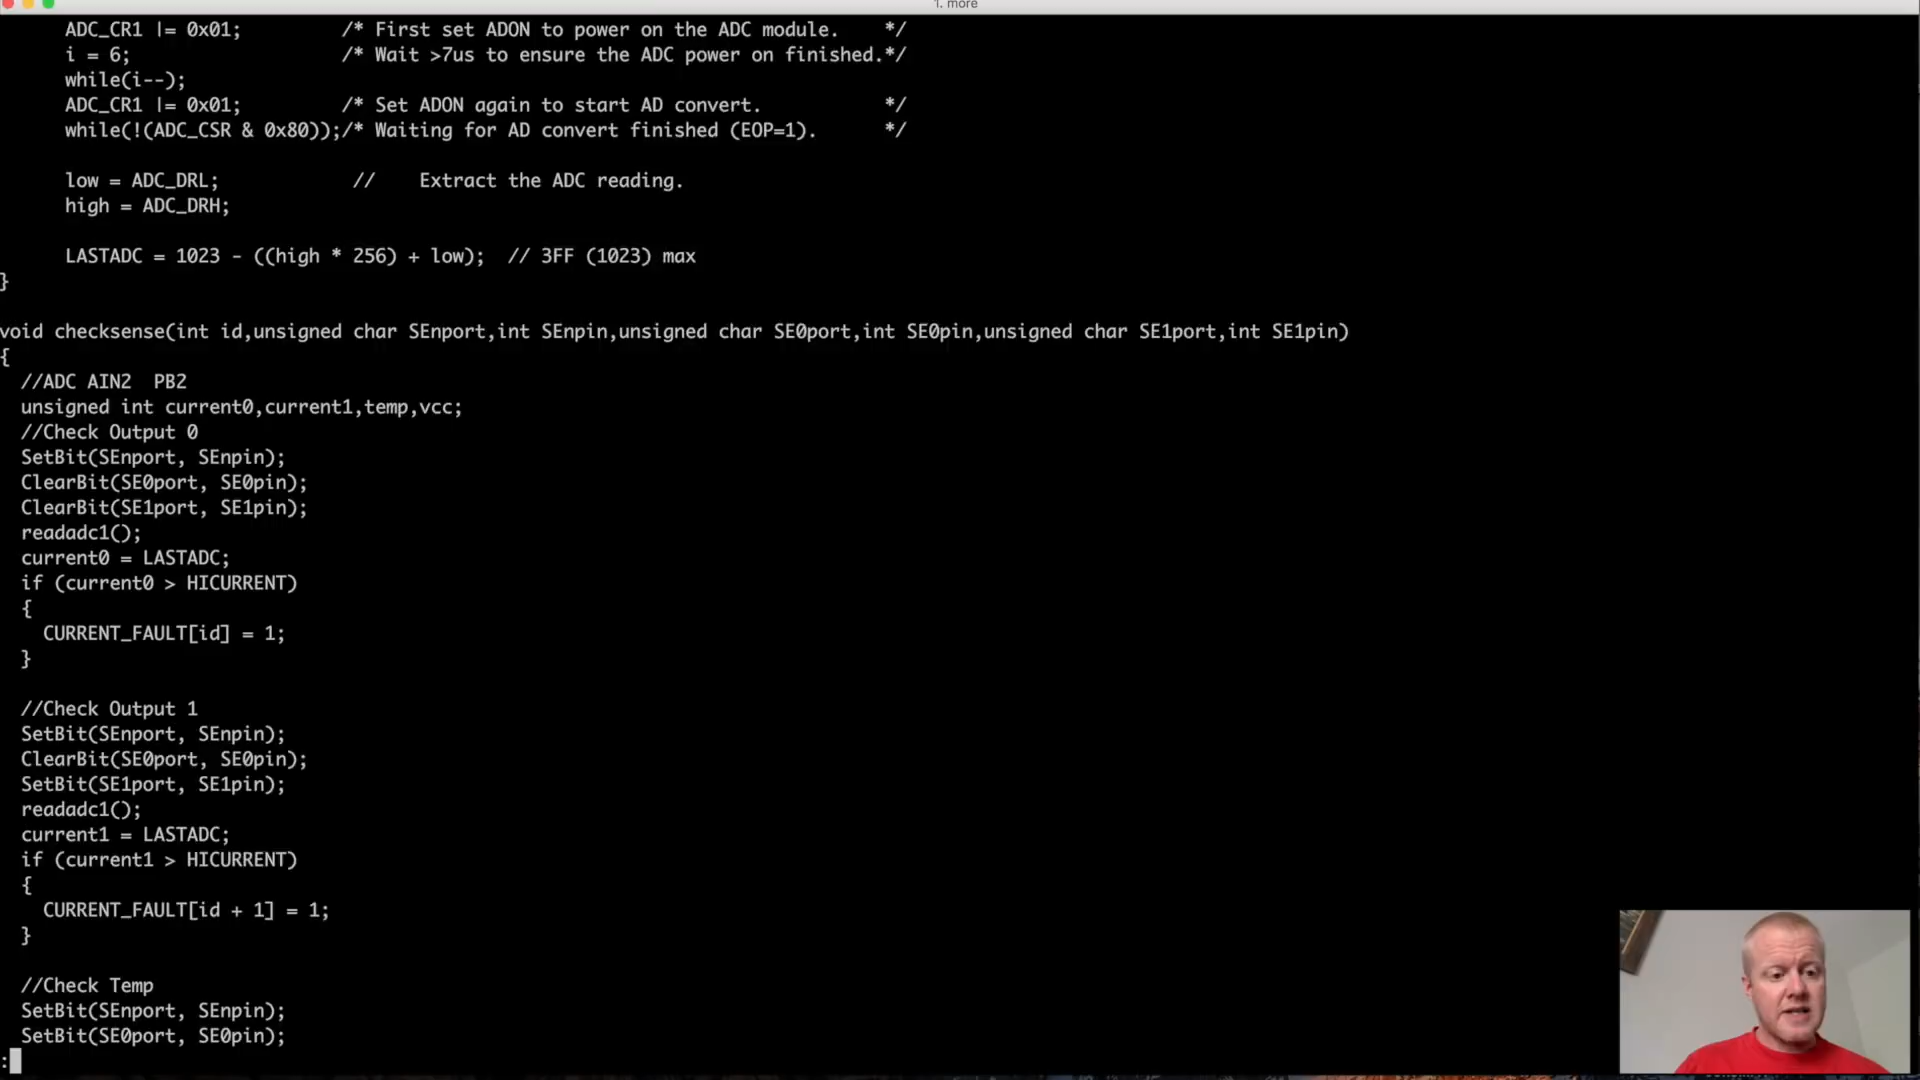 1. more
ADC_CR1 |= 0x01;         /* First set ADON to power on the ADC module.    */
i = 6;                   /* Wait >7us to ensure the ADC power on finished.*/
while(i--);
ADC_CR1 |= 0x01;         /* Set ADON again to start AD convert.           */
while(!(ADC_CSR & 0x80));/* Waiting for AD convert finished (EOP=1).      */
low = ADC_DRL;            //    Extract the ADC reading.
high = ADC_DRH;
LASTADC = 1023 - ((high * 256) + low);  // 3FF (1023) max
}
void checksense(int id,unsigned char SEnport,int SEnpin,unsigned char SE0port,int SE0pin,unsigned char SE1port,int SE1pin)
{
//ADC AIN2  PB2
unsigned int current0,current1,temp,vcc;
//Check Output 0
SetBit(SEnport, SEnpin);
ClearBit(SE0port, SE0pin);
ClearBit(SE1port, SE1pin);
readadc1();
current0 = LASTADC;
if (current0 > HICURRENT)
{
CURRENT_FAULT[id] = 1;
}
//Check Output 1
SetBit(SEnport, SEnpin);
ClearBit(SE0port, SE0pin);
SetBit(SE1port, SE1pin);
readadc1();
current1 = LASTADC;
if (current1 > HICURRENT)
{
CURRENT_FAULT[id + 1] = 1;
}
//Check Temp
SetBit(SEnport, SEnpin);
SetBit(SE0port, SE0pin);
: